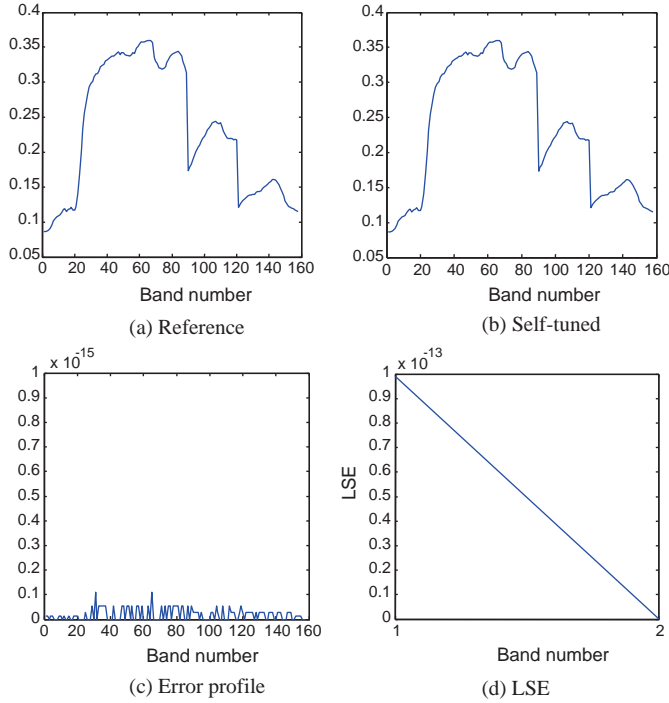 0.4
0.35
0.3
0.25
0.2
0.15
0.1
0.05
0 20 40 60 80 100 120 140 160
Band number
(a) Reference
0.4
0.35
0.3
0.25
0.2
0.15
0.1
0.05
0 20 40 60 80 100 120 140 160
Band number
(b) Self-tuned
x 10-15
1
0.9
0.8
0.7
0.6
0.5
0.4
0.3
0.2
0.1
0
0 20 40 60 80 100 120 140 160
Band number
(c) Error profile
x 10-13
1
0.9
0.8
0.7
0.6
0.5
0.4
0.3
0.2
0.1
0
LSE
1 2
Band number
(d) LSE